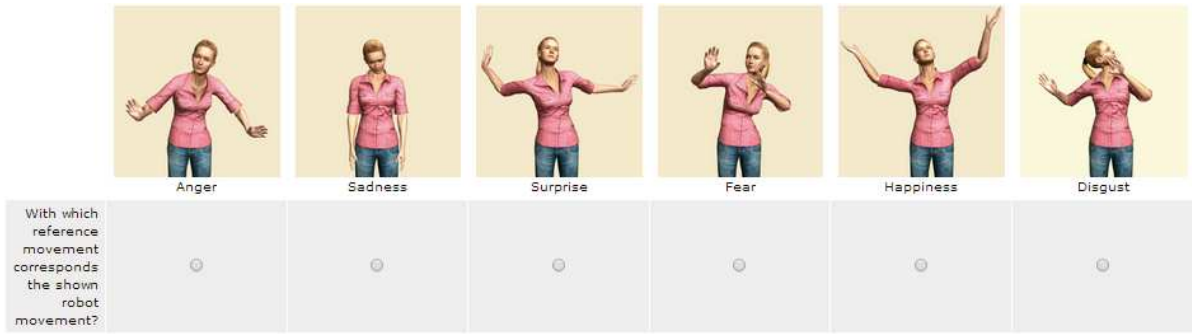 Anger Sadness Surprise Fear Happiness Disgust
With which
reference
movement
corresponds
the shown
robot
movement?